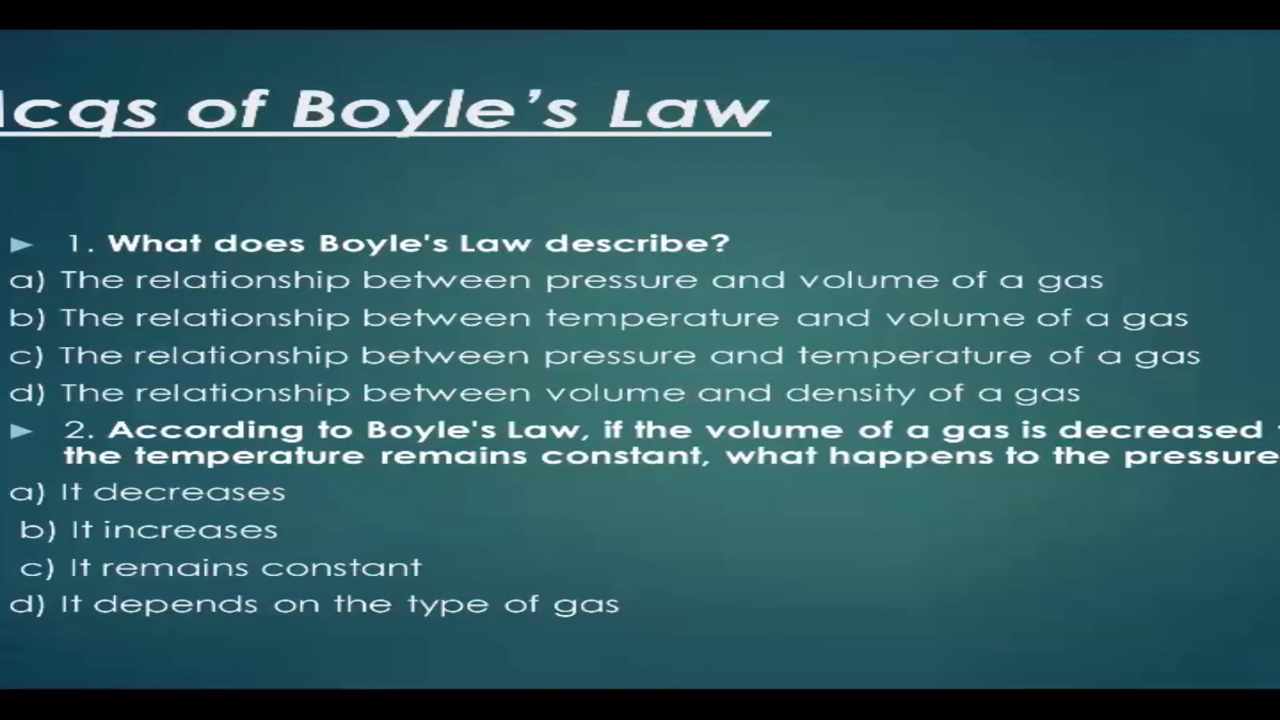 cqs of Boyle's Law
► 1. What does Boyle's Law describe?
a) The relationship between pressure and volume of a gas
b) The relationship between temperature and volume of a gas
c) The relationship between pressure and temperature of a gas
d) The relationship between volume and density of a gas
► 2. According to Boyle's Law, if the volume of a gas is decreased
the temperature remains constant, what happens to the pressure
a) It decreases
b) It increases
c) It remains constant
d) It depends on the type of gas